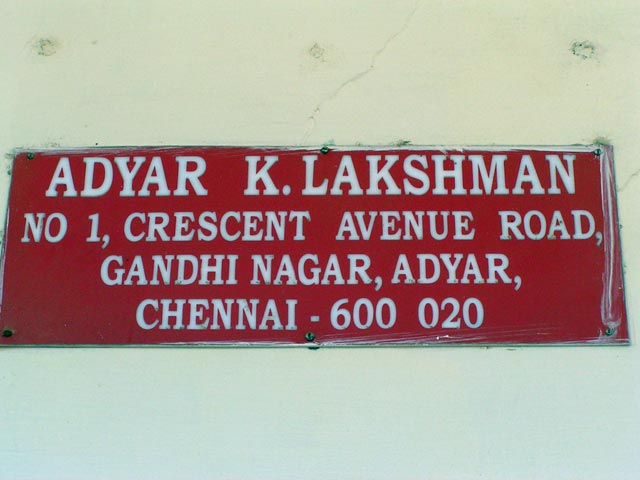 ADYAR K. LAKSHMAN
NO 1, CRESCENT AVENUE ROAD,
GANDHI NAGAR, ADYAR,
CHENNAI - 600 020